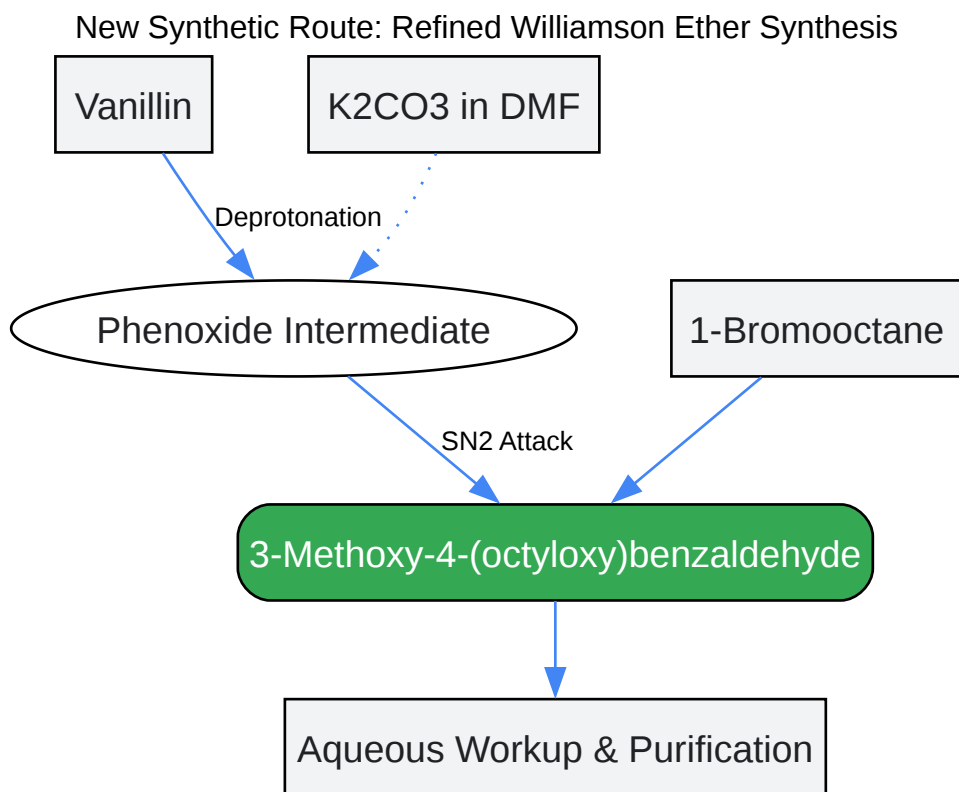 New Synthetic Route: Refined Williamson Ether Synthesis
Vanillin
K2CO3 in DMF
Deprotonation
Phenoxide Intermediate
1-Bromooctane
SN2 Attack
3-Methoxy-4-(octyloxy)benzaldehyde
Aqueous Workup & Purification